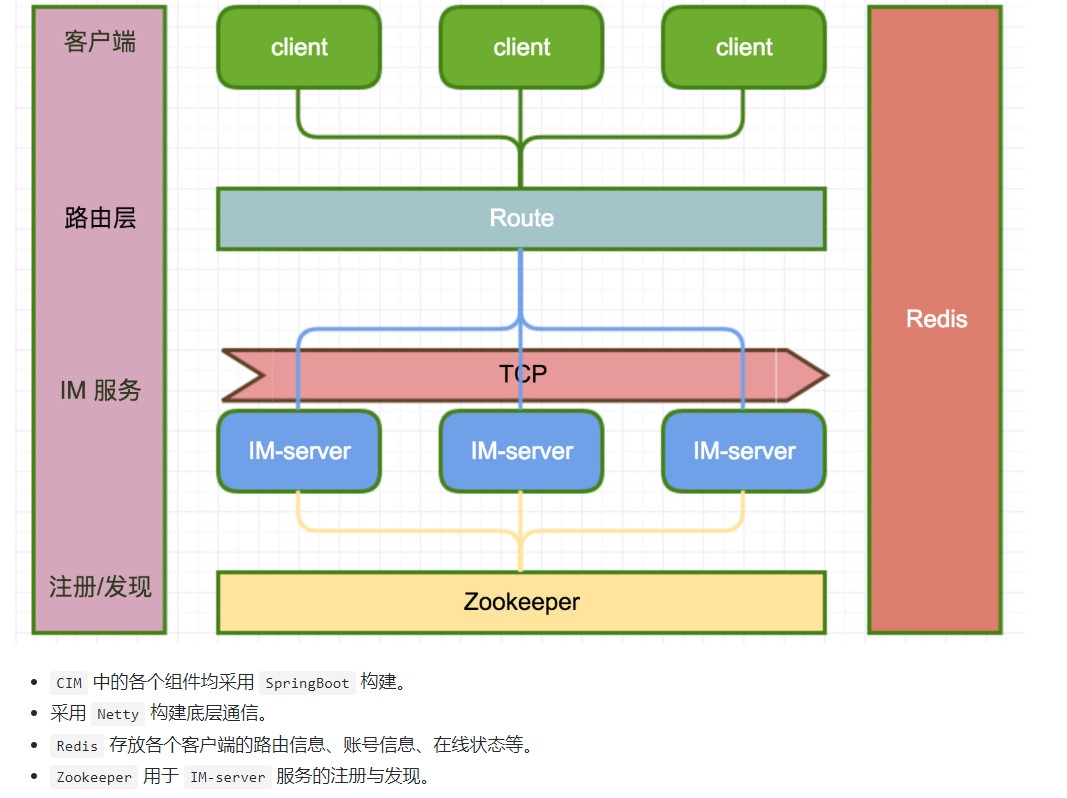 客户端
client
client
client
路由层
Route
Redis
IM 服务
TCP
IM-server
IM-server
IM-server
注册/发现
Zookeeper
CIM 中的各个组件均采用 SpringBoot 构建。
采用 Netty 构建底层通信。
Redis 存放各个客户端的路由信息、账号信息、在线状态等。
Zookeeper 用于 IM-server 服务的注册与发现。